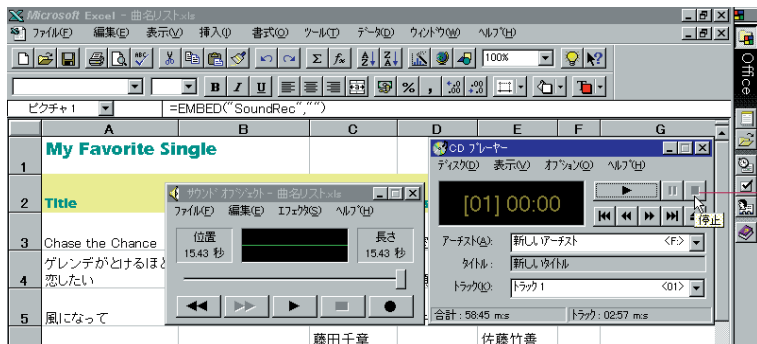 Microsoft Excel - 曲名リスト.xls
ファイル(F) 編集(E) 表示(V) 挿入(I) 書式(O) ツール(T) データ(D) ウィンドウ(W) ヘルプ(H)
100%
Office
ピクチャ 1 =EMBED("SoundRec","")
A B C D E F G
1 My Favorite Single
2 Title
3 Chase the Chance
4 ゲレンデがとけるほど
恋したい
5 風になって
藤田千章 佐藤竹善
サウンド オブジェクト - 曲名リスト.xls
ファイル(F) 編集(E) エフェクタ(S) ヘルプ(H)
位置 長さ
15.43 秒 15.43 秒
CD プレーヤー
ディスク(D) 表示(V) オプション(O) ヘルプ(H)
[01] 00:00
停止
アーチスト(A): 新しいアーチスト <F:>
タイトル: 新しいタイトル
トラック(K): トラック 1 <01>
合計 : 58:45 m:s トラック : 02:57 m:s